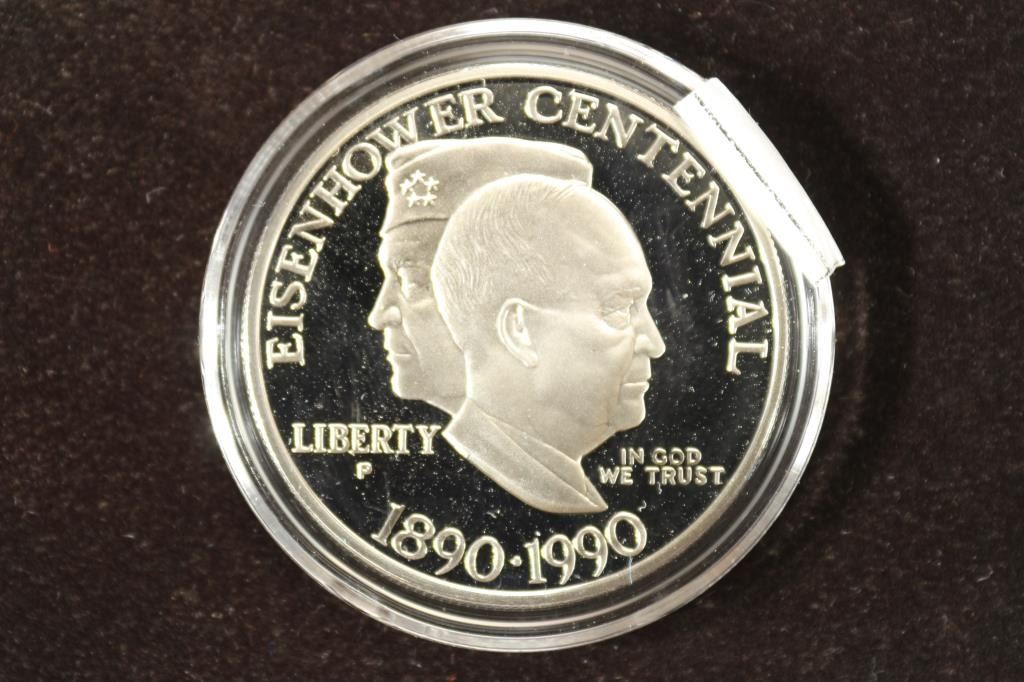 EISENHOWER CENTENNIAL
LIBERTY
P
IN GOD
WE TRUST
1890·1990